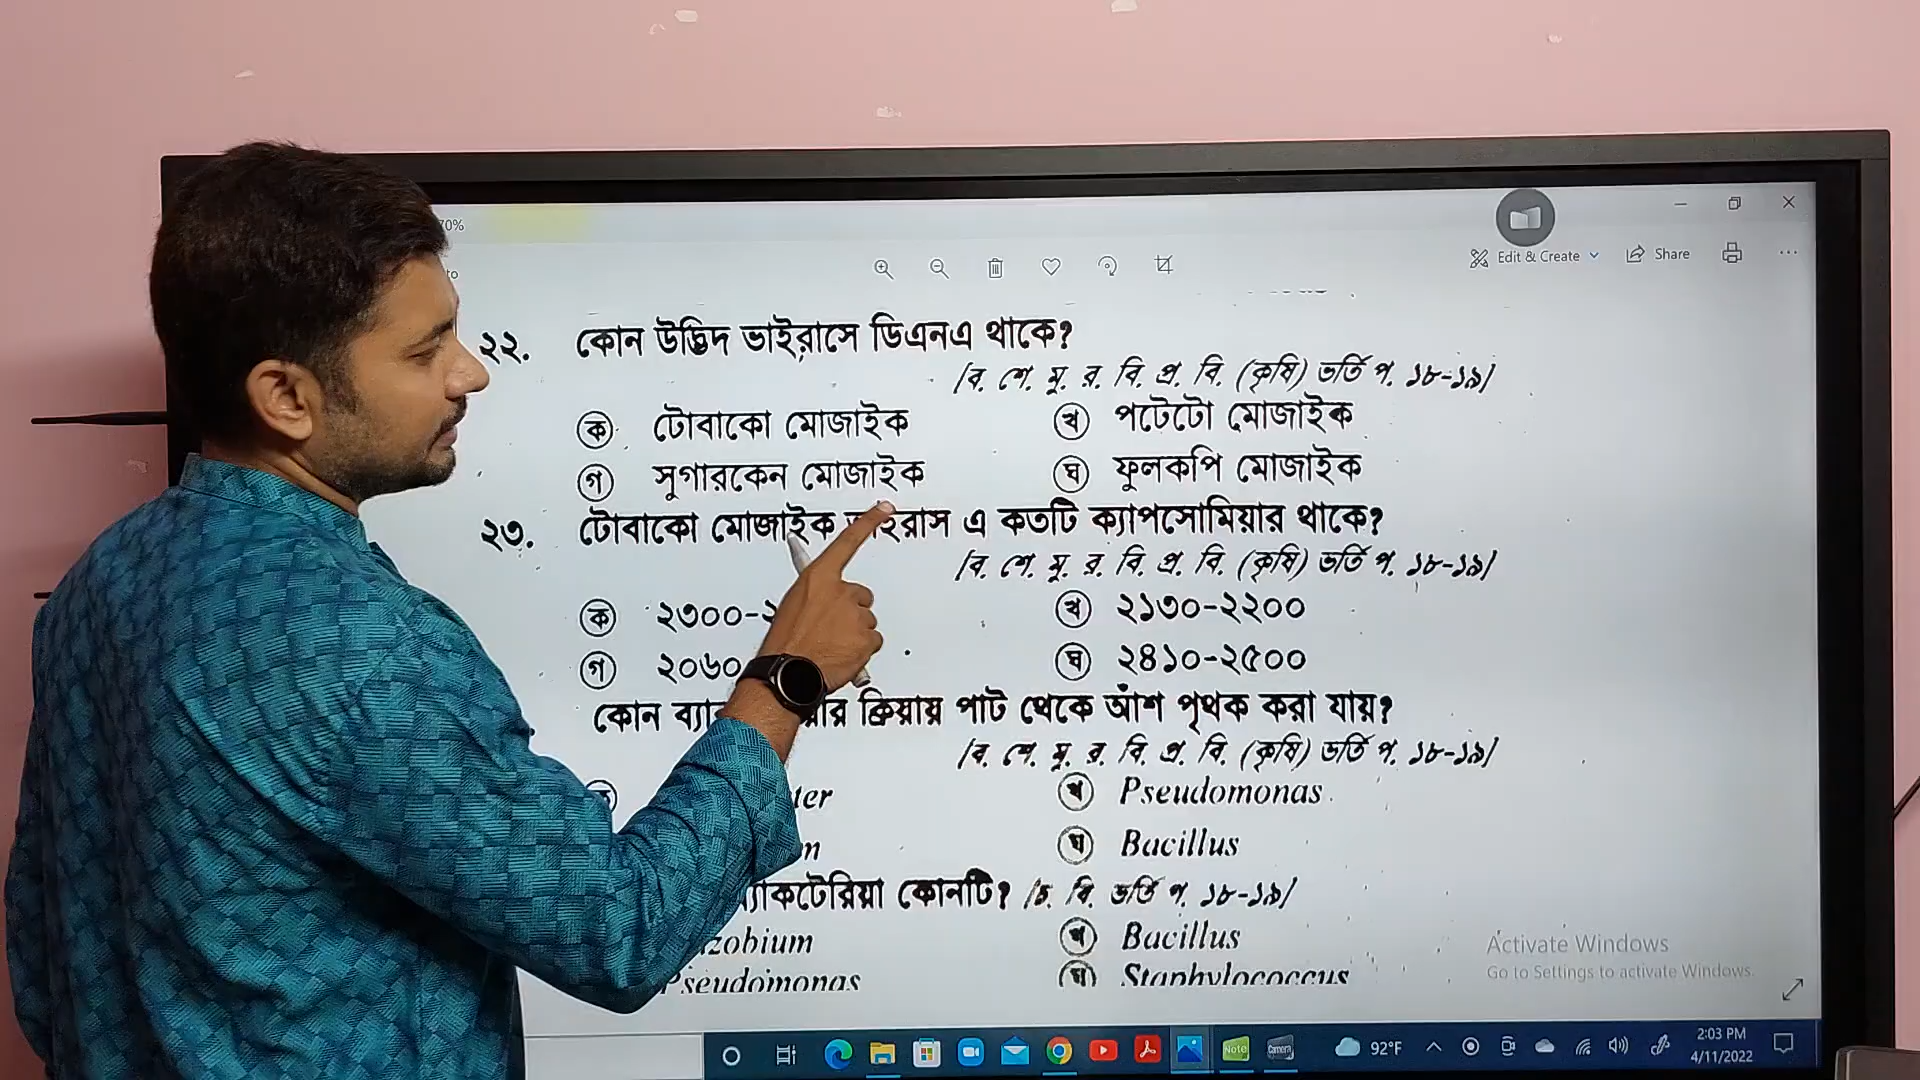 70%
Edit & Create
Share
২২. কোন উদ্ভিদ ভাইরাসে ডিএনএ থাকে?
[ব. শে. মু. র. বি. প্র. বি. (কৃষি) ভর্তি প. ১৮-১৯]
ক টোবাকো মোজাইক খ পটেটো মোজাইক
গ সুগারকেন মোজাইক ঘ ফুলকপি মোজাইক
২৩. টোবাকো মোজাইক ভাইরাস এ কতটি ক্যাপসোমিয়ার থাকে?
[ব. শে. মু. র. বি. প্র. বি. (কৃষি) ভর্তি প. ১৮-১৯]
ক ২৩০০- খ ২১৩০-২২০০
গ ২০৬০ ঘ ২৪১০-২৫০০
কোন ক্রিয়ায় পাট থেকে আঁশ পৃথক করা যায়?
[ব. শে. মু. র. বি. প্র. বি. (কৃষি) ভর্তি প. ১৮-১৯]
ter খ Pseudomonas
ঘ Bacillus
ব্যাকটেরিয়া কোনটি? [চ. বি. ভর্তি প. ১৮-১৯]
zobium খ Bacillus
Pseudomonas ঘ Staphylococcus
Activate Windows
Go to Settings to activate Windows.
92°F
2:03 PM
4/11/2022